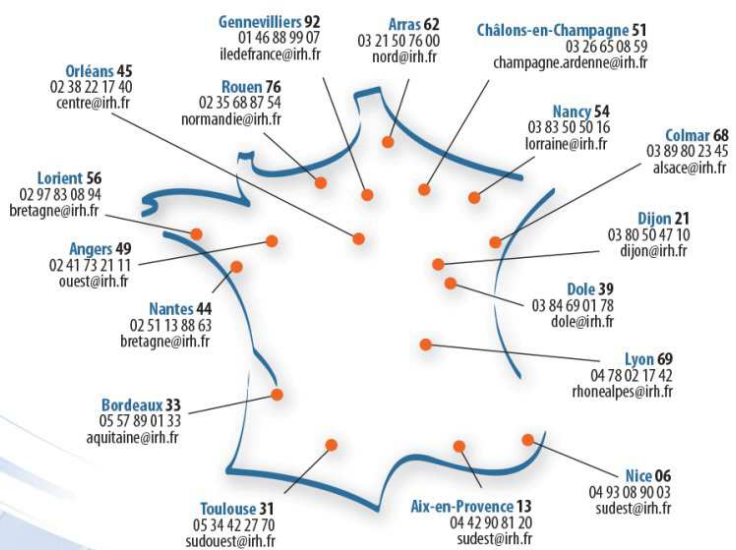 Gennevilliers 92
01 46 88 99 07
iledefrance@irh.fr
Arras 62
03 21 50 76 00
nord@irh.fr
Châlons-en-Champagne 51
03 26 65 08 59
champagne.ardenne@irh.fr
Orléans 45
02 38 22 17 40
centre@irh.fr
Rouen 76
02 35 68 87 54
normandie@irh.fr
Nancy 54
03 83 50 50 16
lorraine@irh.fr
Colmar 68
03 89 80 23 45
alsace@irh.fr
Lorient 56
02 97 83 08 94
bretagne@irh.fr
Dijon 21
03 80 50 47 10
dijon@irh.fr
Angers 49
02 41 73 21 11
ouest@irh.fr
Dole 39
03 84 69 01 78
dole@irh.fr
Nantes 44
02 51 13 88 63
bretagne@irh.fr
Lyon 69
04 78 02 17 42
rhonealpes@irh.fr
Bordeaux 33
05 57 89 01 33
aquitaine@irh.fr
Nice 06
04 93 08 90 03
sudest@irh.fr
Toulouse 31
05 34 42 27 70
sudouest@irh.fr
Aix-en-Provence 13
04 42 90 81 20
sudest@irh.fr